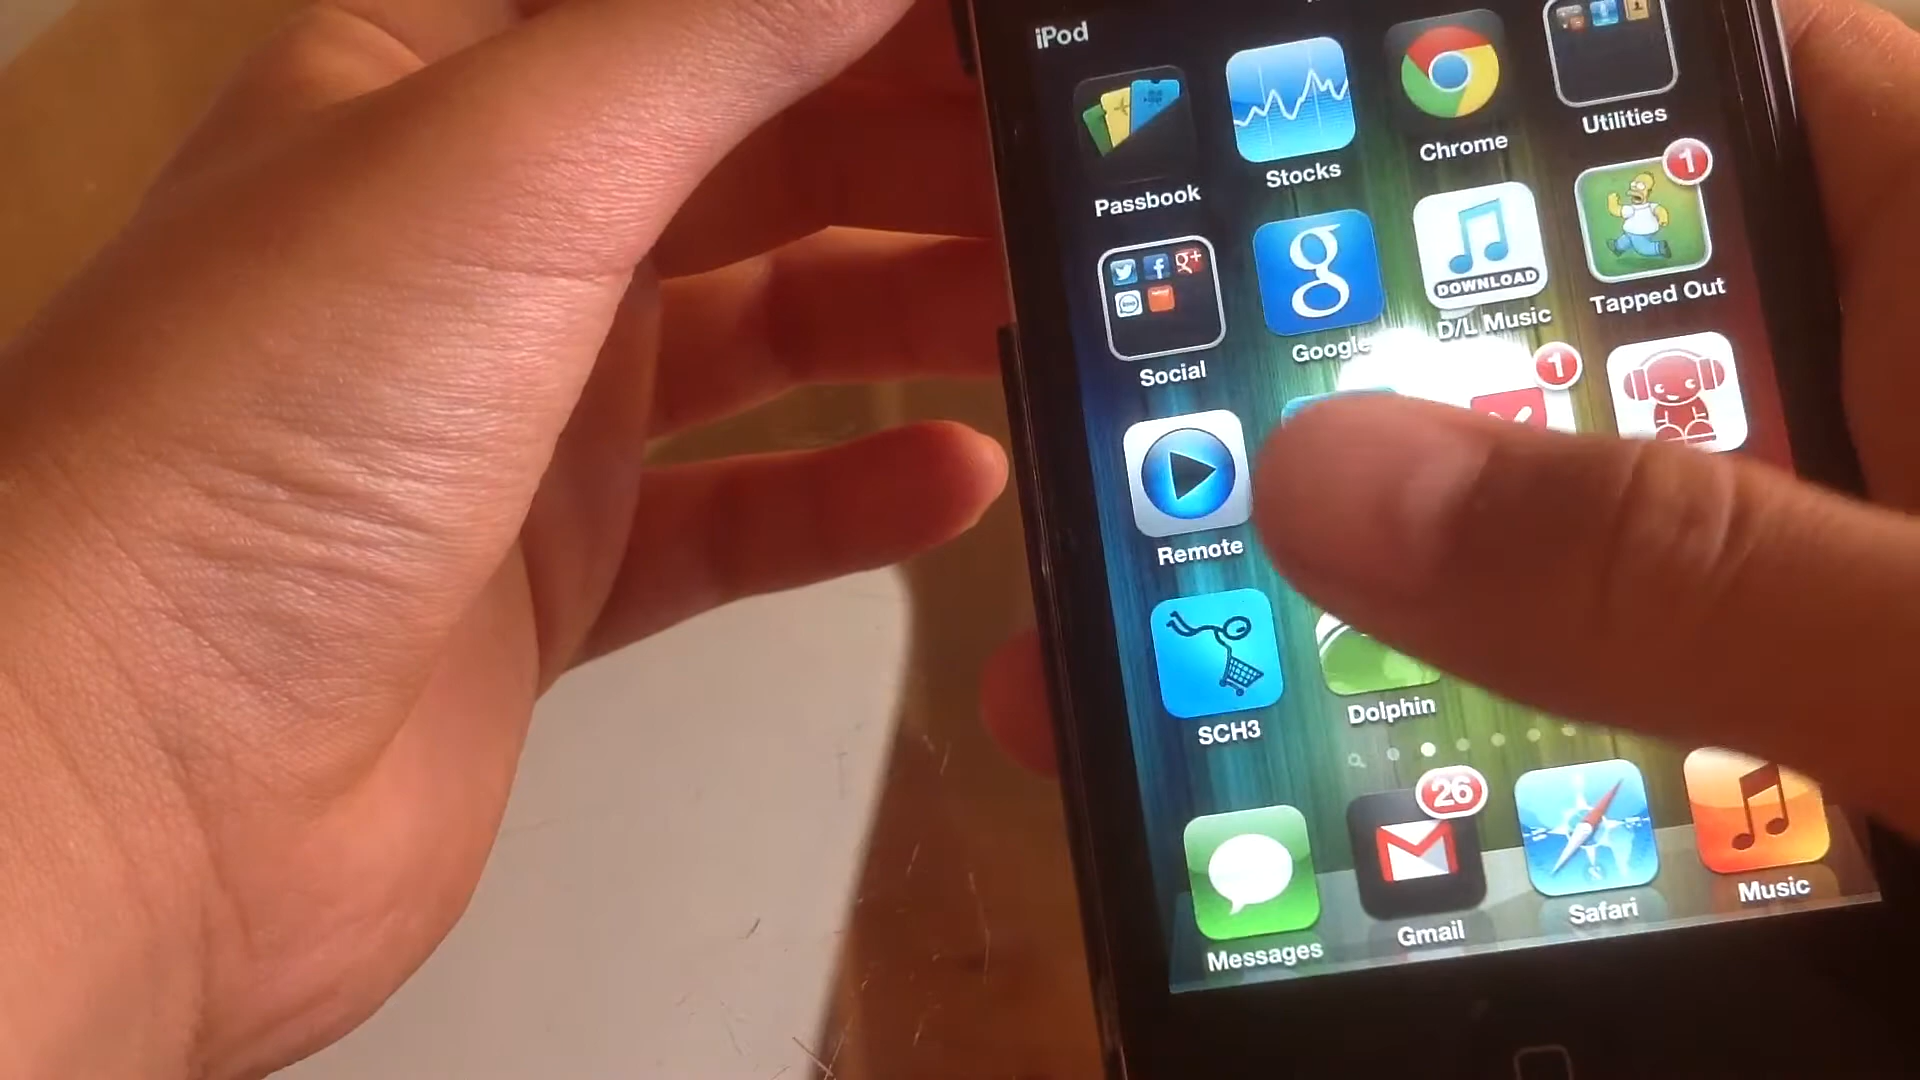 iPod
Passbook
Stocks
Chrome
Utilities
Social
Google
DOWNLOAD
D/L Music
1
Tapped Out
Remote
1
SCH3
Dolphin
Messages
26
Gmail
Safari
Music